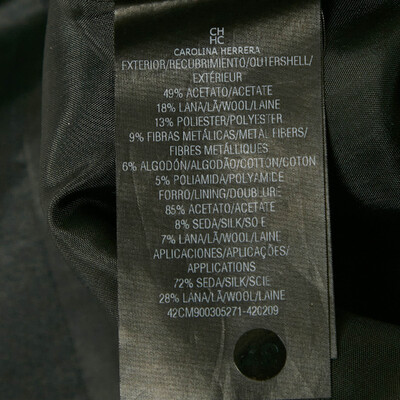 CH
HC
CAROLINA HERRERA
EXTERIOR/RECUBRIMIENTO/OUTERSHELL/
EXTÉRIEUR
49% ACETATO/ACETATE
18% LANA/LÃ/WOOL/LAINE
13% POLIESTER/POLYESTER
9% FIBRAS METÁLICAS/METAL FIBERS/
FIBRES METÁLLIQUES
6% ALGODÓN/ALGODÃO/COTTON/COTON
5% POLIAMIDA/POLYAMIDE
FORRO/LINING/DOUBLURE
85% ACETATO/ACETATE
8% SEDA/SILK/SOIE
7% LANA/LÃ/WOOL/LAINE
APLICACIONES/APLICAÇÕES/
APPLICATIONS
72% SEDA/SILK/SOIE
28% LANA/LÃ/WOOL/LAINE
42CM900305271-420209